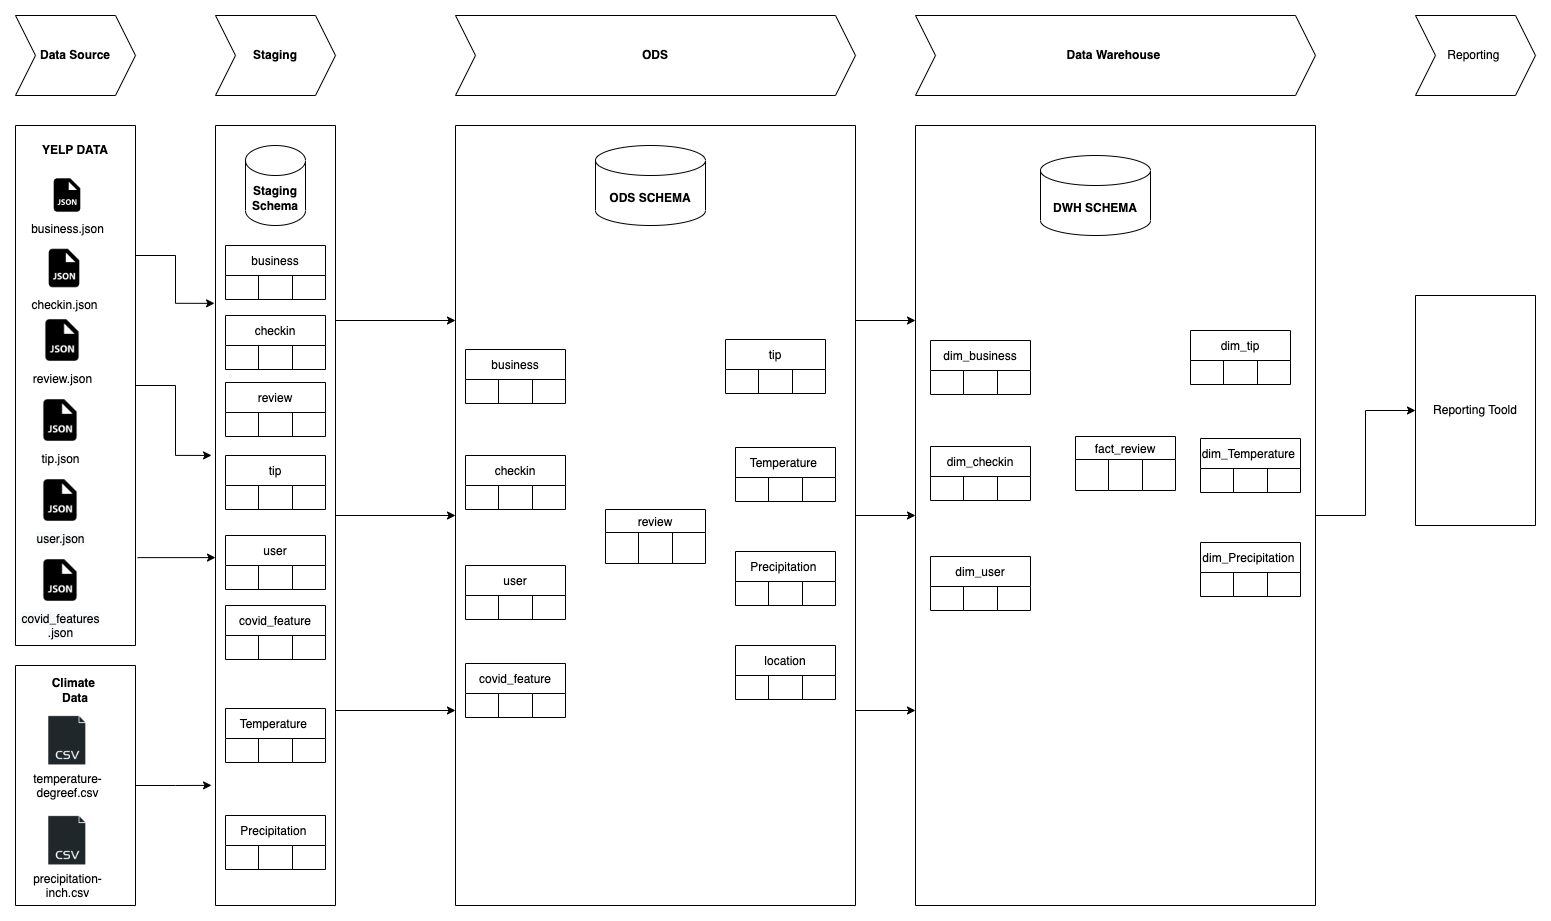 Data Source
Staging
ODS
Data Warehouse
Reporting
YELP DATA
JSON
business.json
JSON
checkin.json
JSON
review.json
JSON
tip.json
JSON
user.json
JSON
covid_features
.json
Climate
Data
CSV
temperature-
degreef.csv
CSV
precipitation-
inch.csv
Staging
Schema
business
checkin
review
tip
user
covid_feature
Temperature
Precipitation
ODS SCHEMA
business
checkin
user
covid_feature
review
tip
Temperature
Precipitation
location
DWH SCHEMA
dim_business
dim_checkin
dim_user
fact_review
dim_tip
dim_Temperature
dim_Precipitation
Reporting Toold